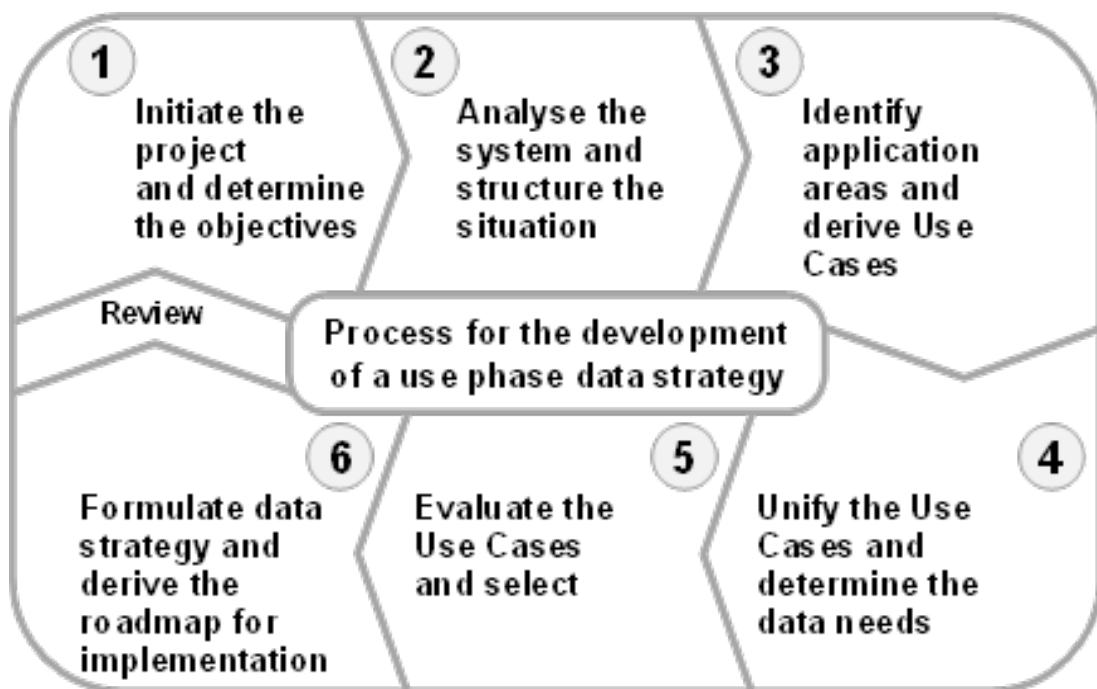 1
Initiate the
project
and determine
the objectives
2
Analyse the
system and
structure the
situation
3
Identify
application
areas and
derive Use
Cases
Review
Process for the development
of a use phase data strategy
6
Formulate data
strategy and
derive the
roadmap for
implementation
5
Evaluate the
Use Cases
and select
4
Unify the Use
Cases and
determine the
data needs